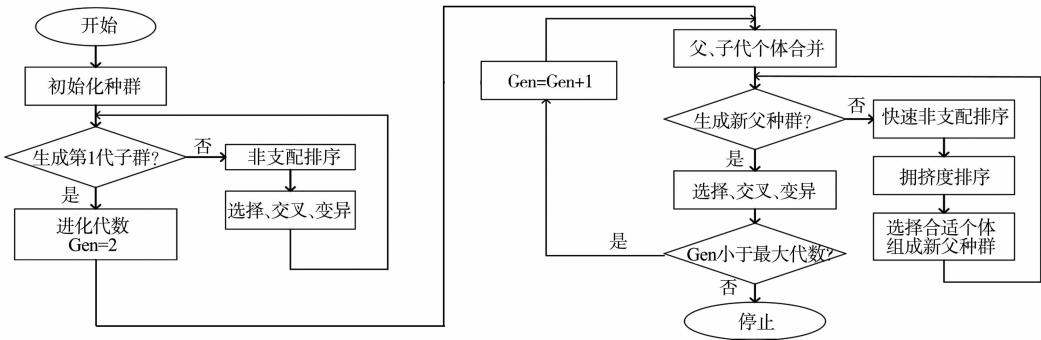 开始
初始化种群
生成第1代子群?
否
非支配排序
选择、交叉、变异
是
进化代数
Gen=2
父、子代个体合并
Gen=Gen+1
生成新父种群?
否
快速非支配排序
拥挤度排序
选择合适个体
组成新父种群
是
选择、交叉、变异
Gen小于最大代数?
是
否
停止